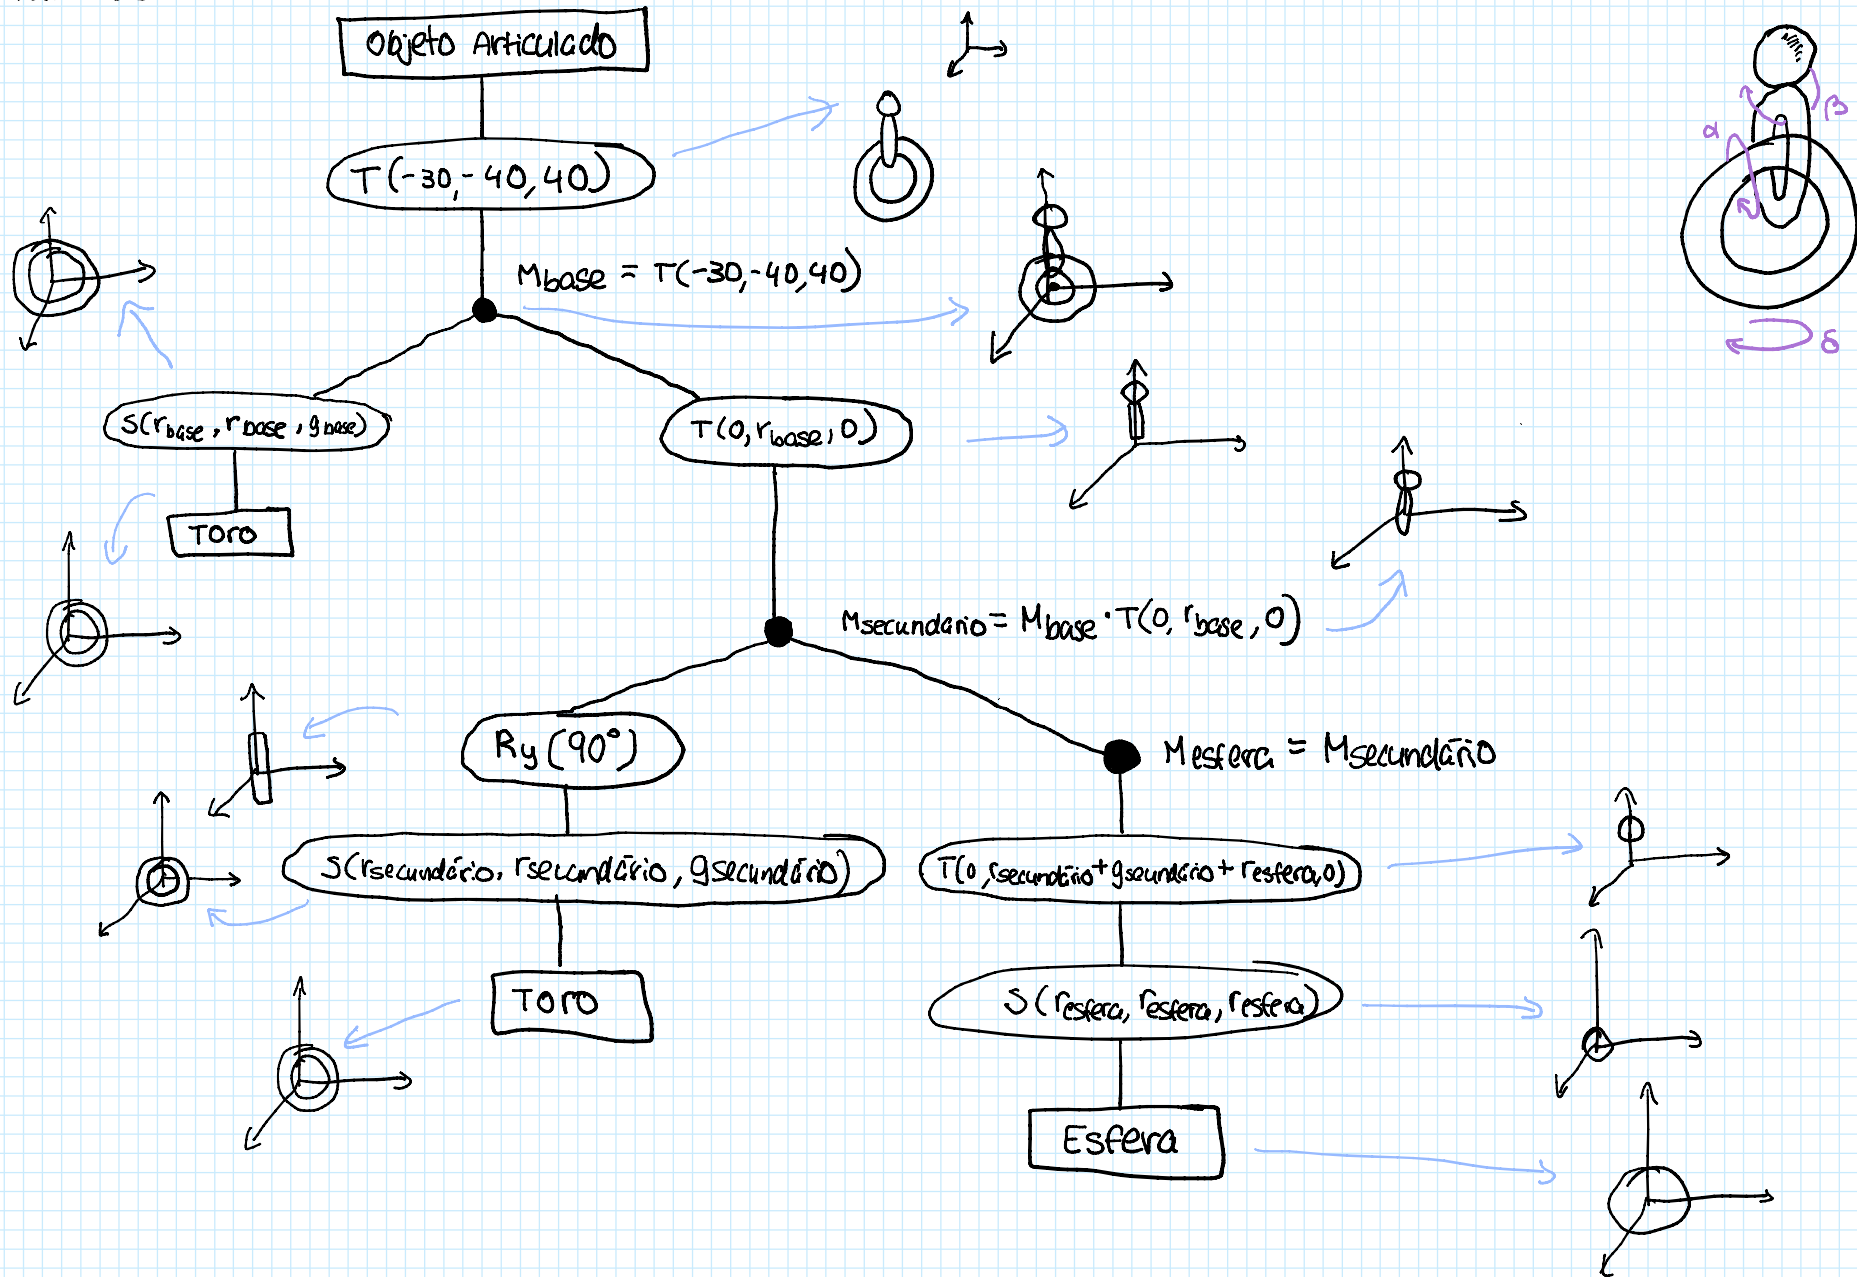 Objeto Articulado
T(-30,-40,40)
α
β
δ
Mbase = T(-30,-40,40)
S(rbase, rbase, gbase)
T(0, rbase, 0)
Toro
Msecundário = Mbase · T(0, rbase, 0)
Ry(90°)
Mesfera = Msecundário
S(rsecundário, rsecundário, gsecundário)
T(0, rsecundário + gsecundário + resfera, 0)
Toro
S(resfera, resfera, resfera)
Esfera